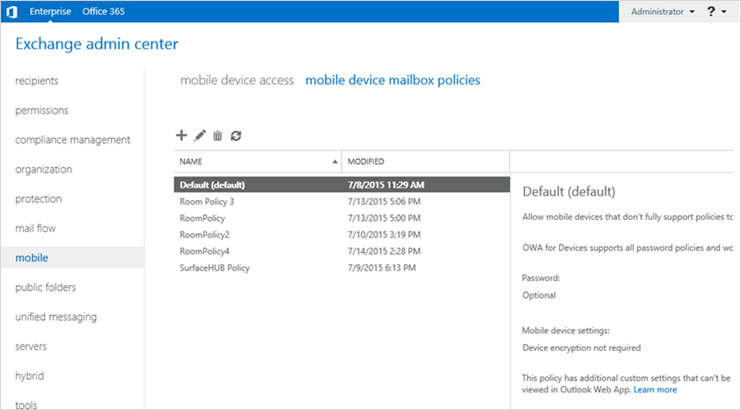 Enterprise Office 365 Administrator ?
Exchange admin center
recipients
permissions
compliance management
organization
protection
mail flow
mobile
public folders
unified messaging
servers
hybrid
tools
mobile device access mobile device mailbox policies
NAME MODIFIED
Default (default) 7/8/2015 11:29 AM
Room Policy 3 7/13/2015 5:06 PM
RoomPolicy 7/13/2015 5:00 PM
RoomPolicy2 7/10/2015 3:19 PM
RoomPolicy4 7/14/2015 2:28 PM
SurfaceHUB Policy 7/9/2015 6:13 PM
Default (default)
Allow mobile devices that don't fully support policies to
OWA for Devices supports all password policies and
Password:
Optional
Mobile device settings:
Device encryption not required
This policy has additional custom settings that can't be
viewed in Outlook Web App. Learn more